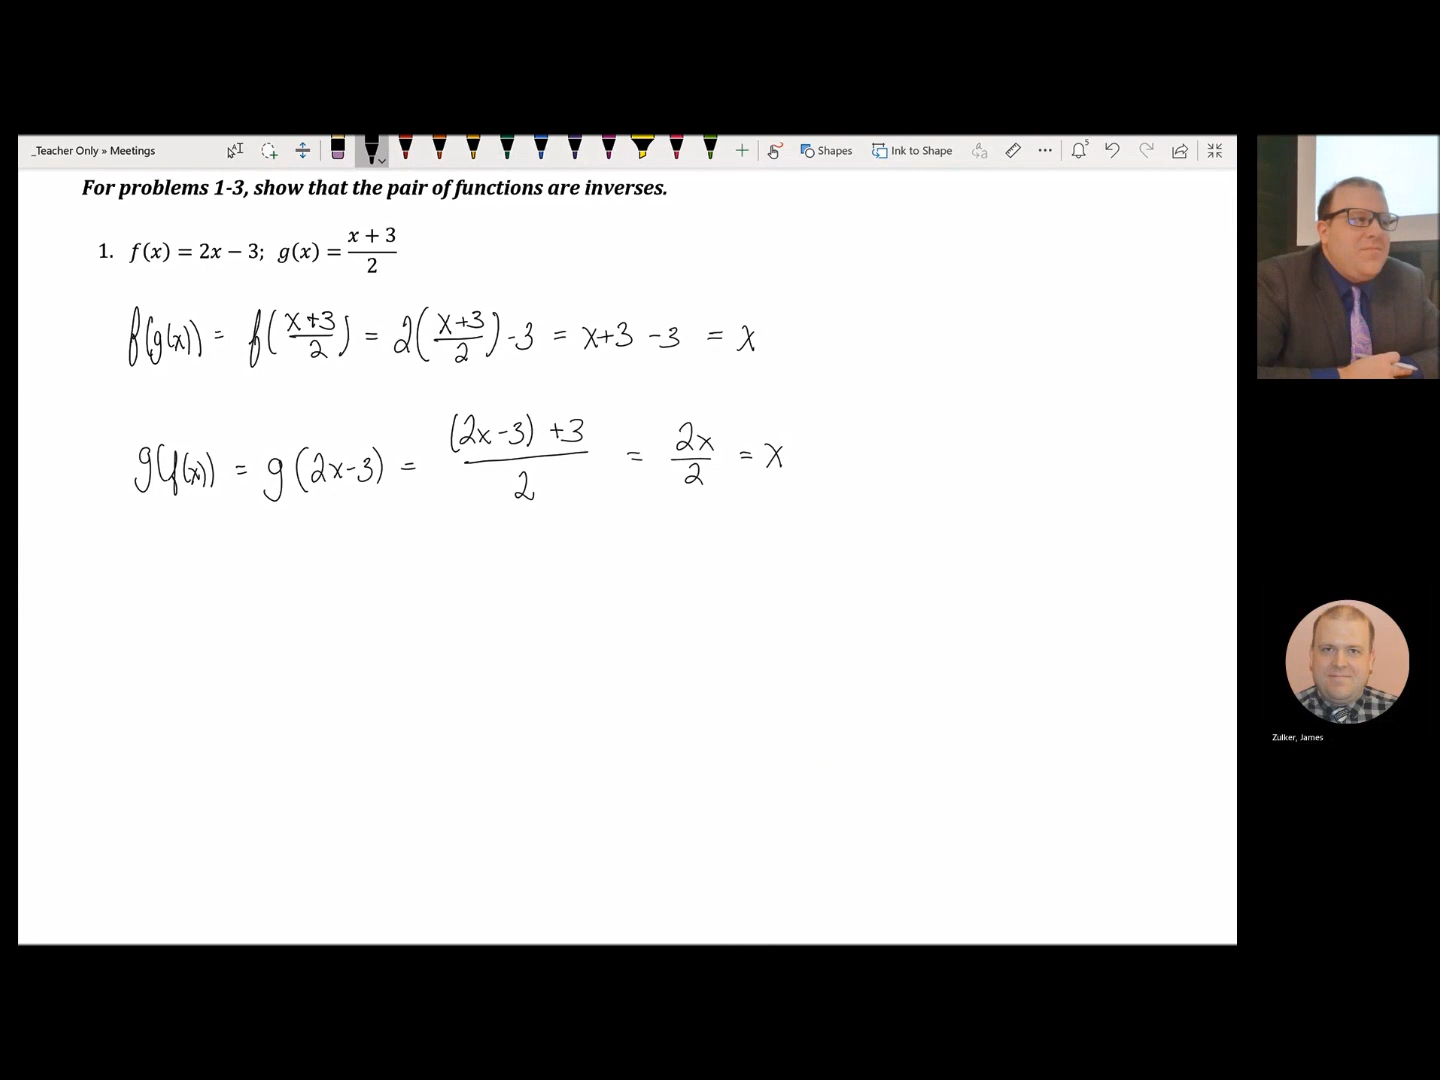 _Teacher Only » Meetings
Shapes
Ink to Shape
For problems 1-3, show that the pair of functions are inverses.
1. f(x) = 2x − 3; g(x) = (x + 3)/2
f(g(x)) = f((x+3)/2) = 2((x+3)/2) -3 = x+3 -3 = x
g(f(x)) = g(2x-3) = ((2x-3) +3)/2 = 2x/2 = x
Zulker, James